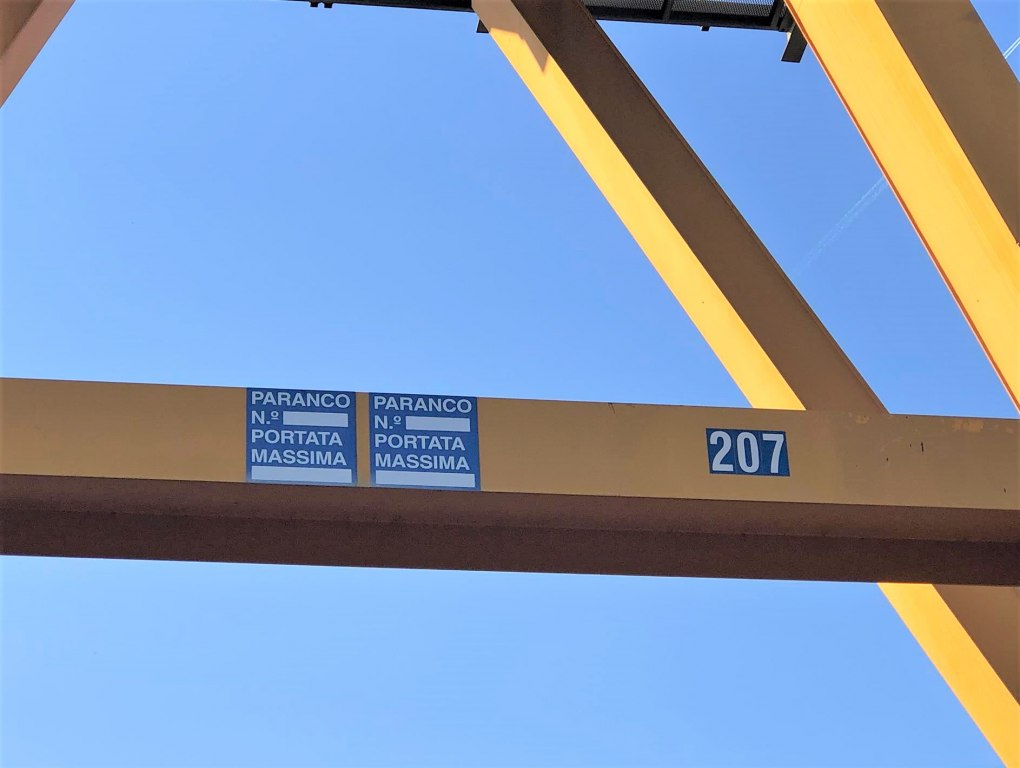 PARANCO
N.º
PORTATA
MASSIMA
PARANCO
N.º
PORTATA
MASSIMA
207